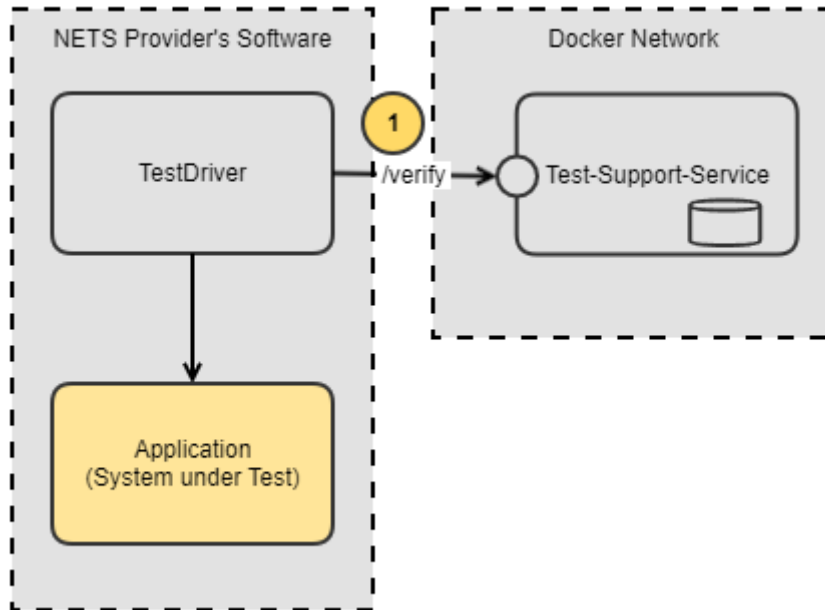 NETS Provider's Software
Docker Network
1
TestDriver
/verify
Test-Support-Service
Application
(System under Test)